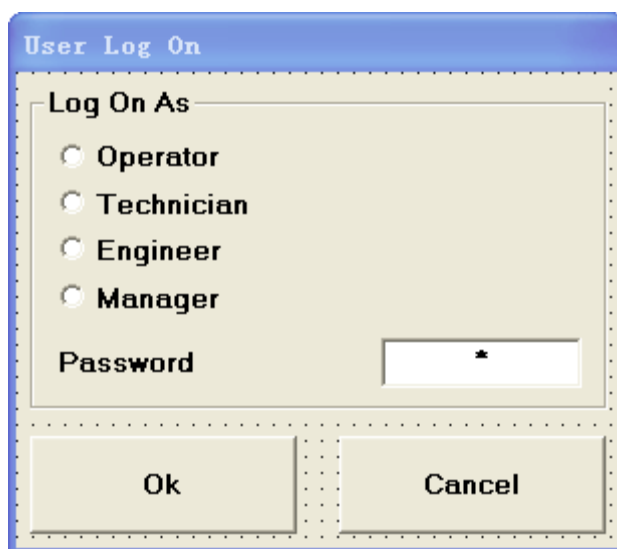 User Log On
Log On As
Operator
Technician
Engineer
Manager
Password *
Ok Cancel